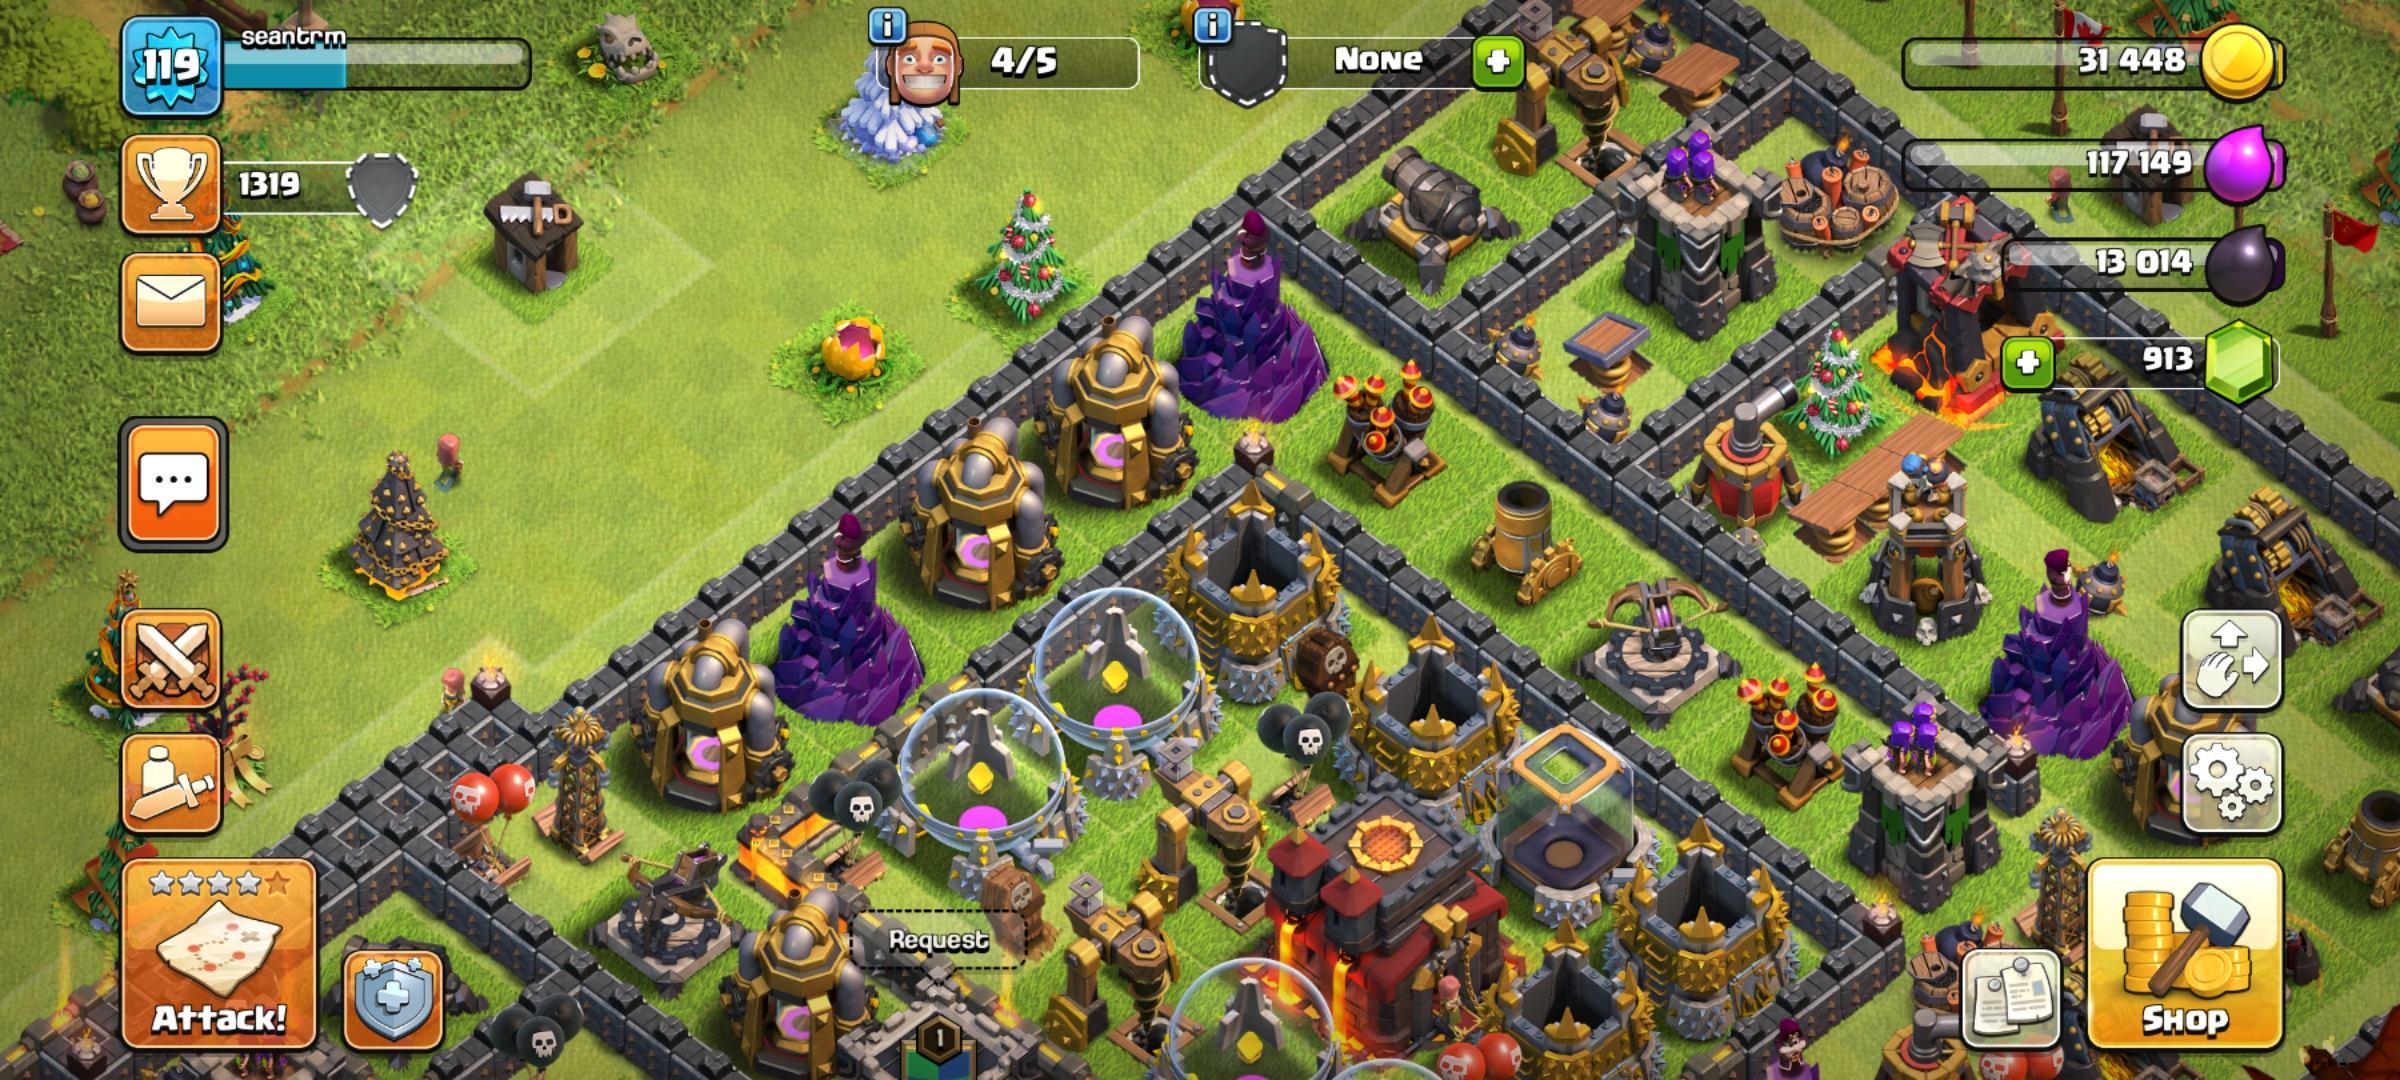 119
seantrm
4/5
None
31 448
1319
117 149
13 014
913
Request
1
Attack!
Shop